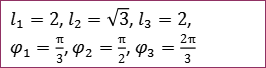 l₁ = 2, l₂ = √3, l₃ = 2,
φ₁ = π/3, φ₂ = π/2, φ₃ = 2π/3